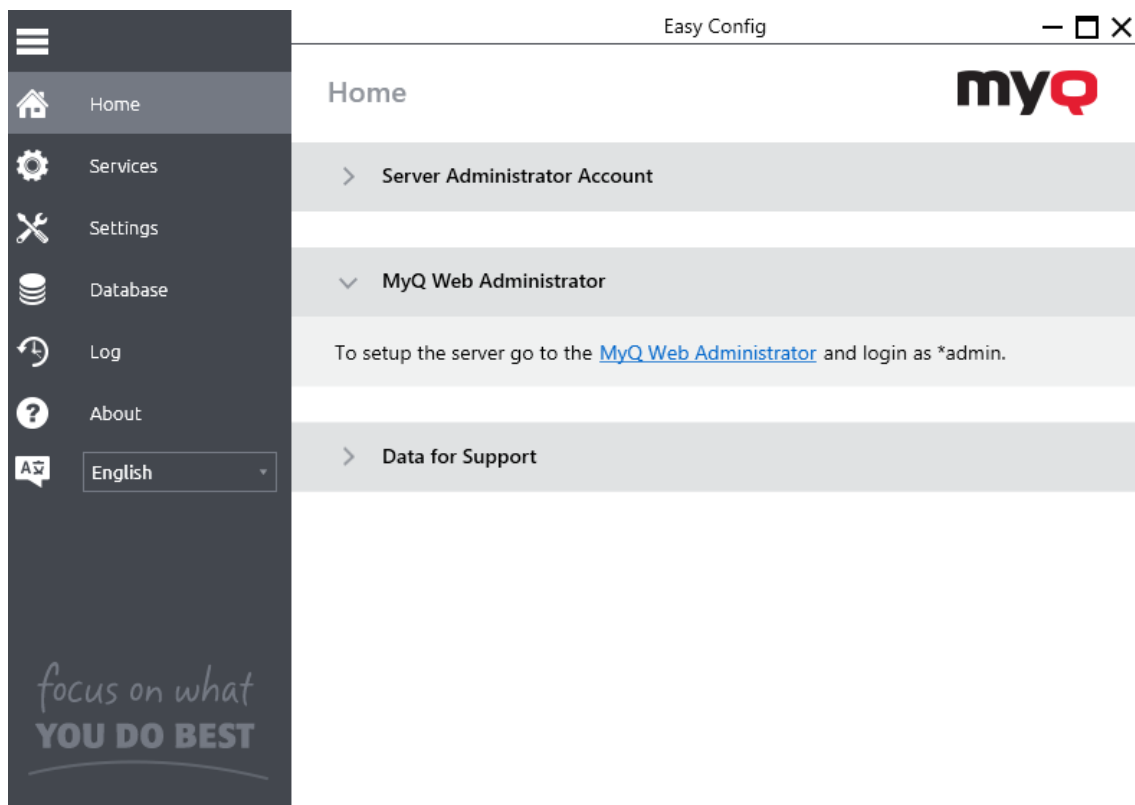 Easy Config
Home
Services
Settings
Database
Log
About
English
focus on what
YOU DO BEST
Home
myQ
Server Administrator Account
MyQ Web Administrator
To setup the server go to the MyQ Web Administrator and login as *admin.
Data for Support